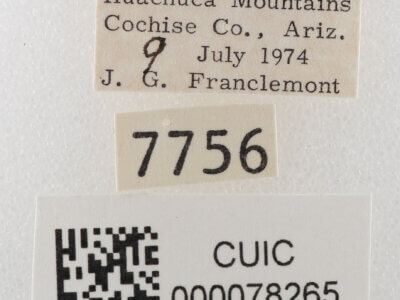 Huachuca Mountains
Cochise Co., Ariz.
9 July 1974
J. G. Franclemont
7756
CUIC
000078265